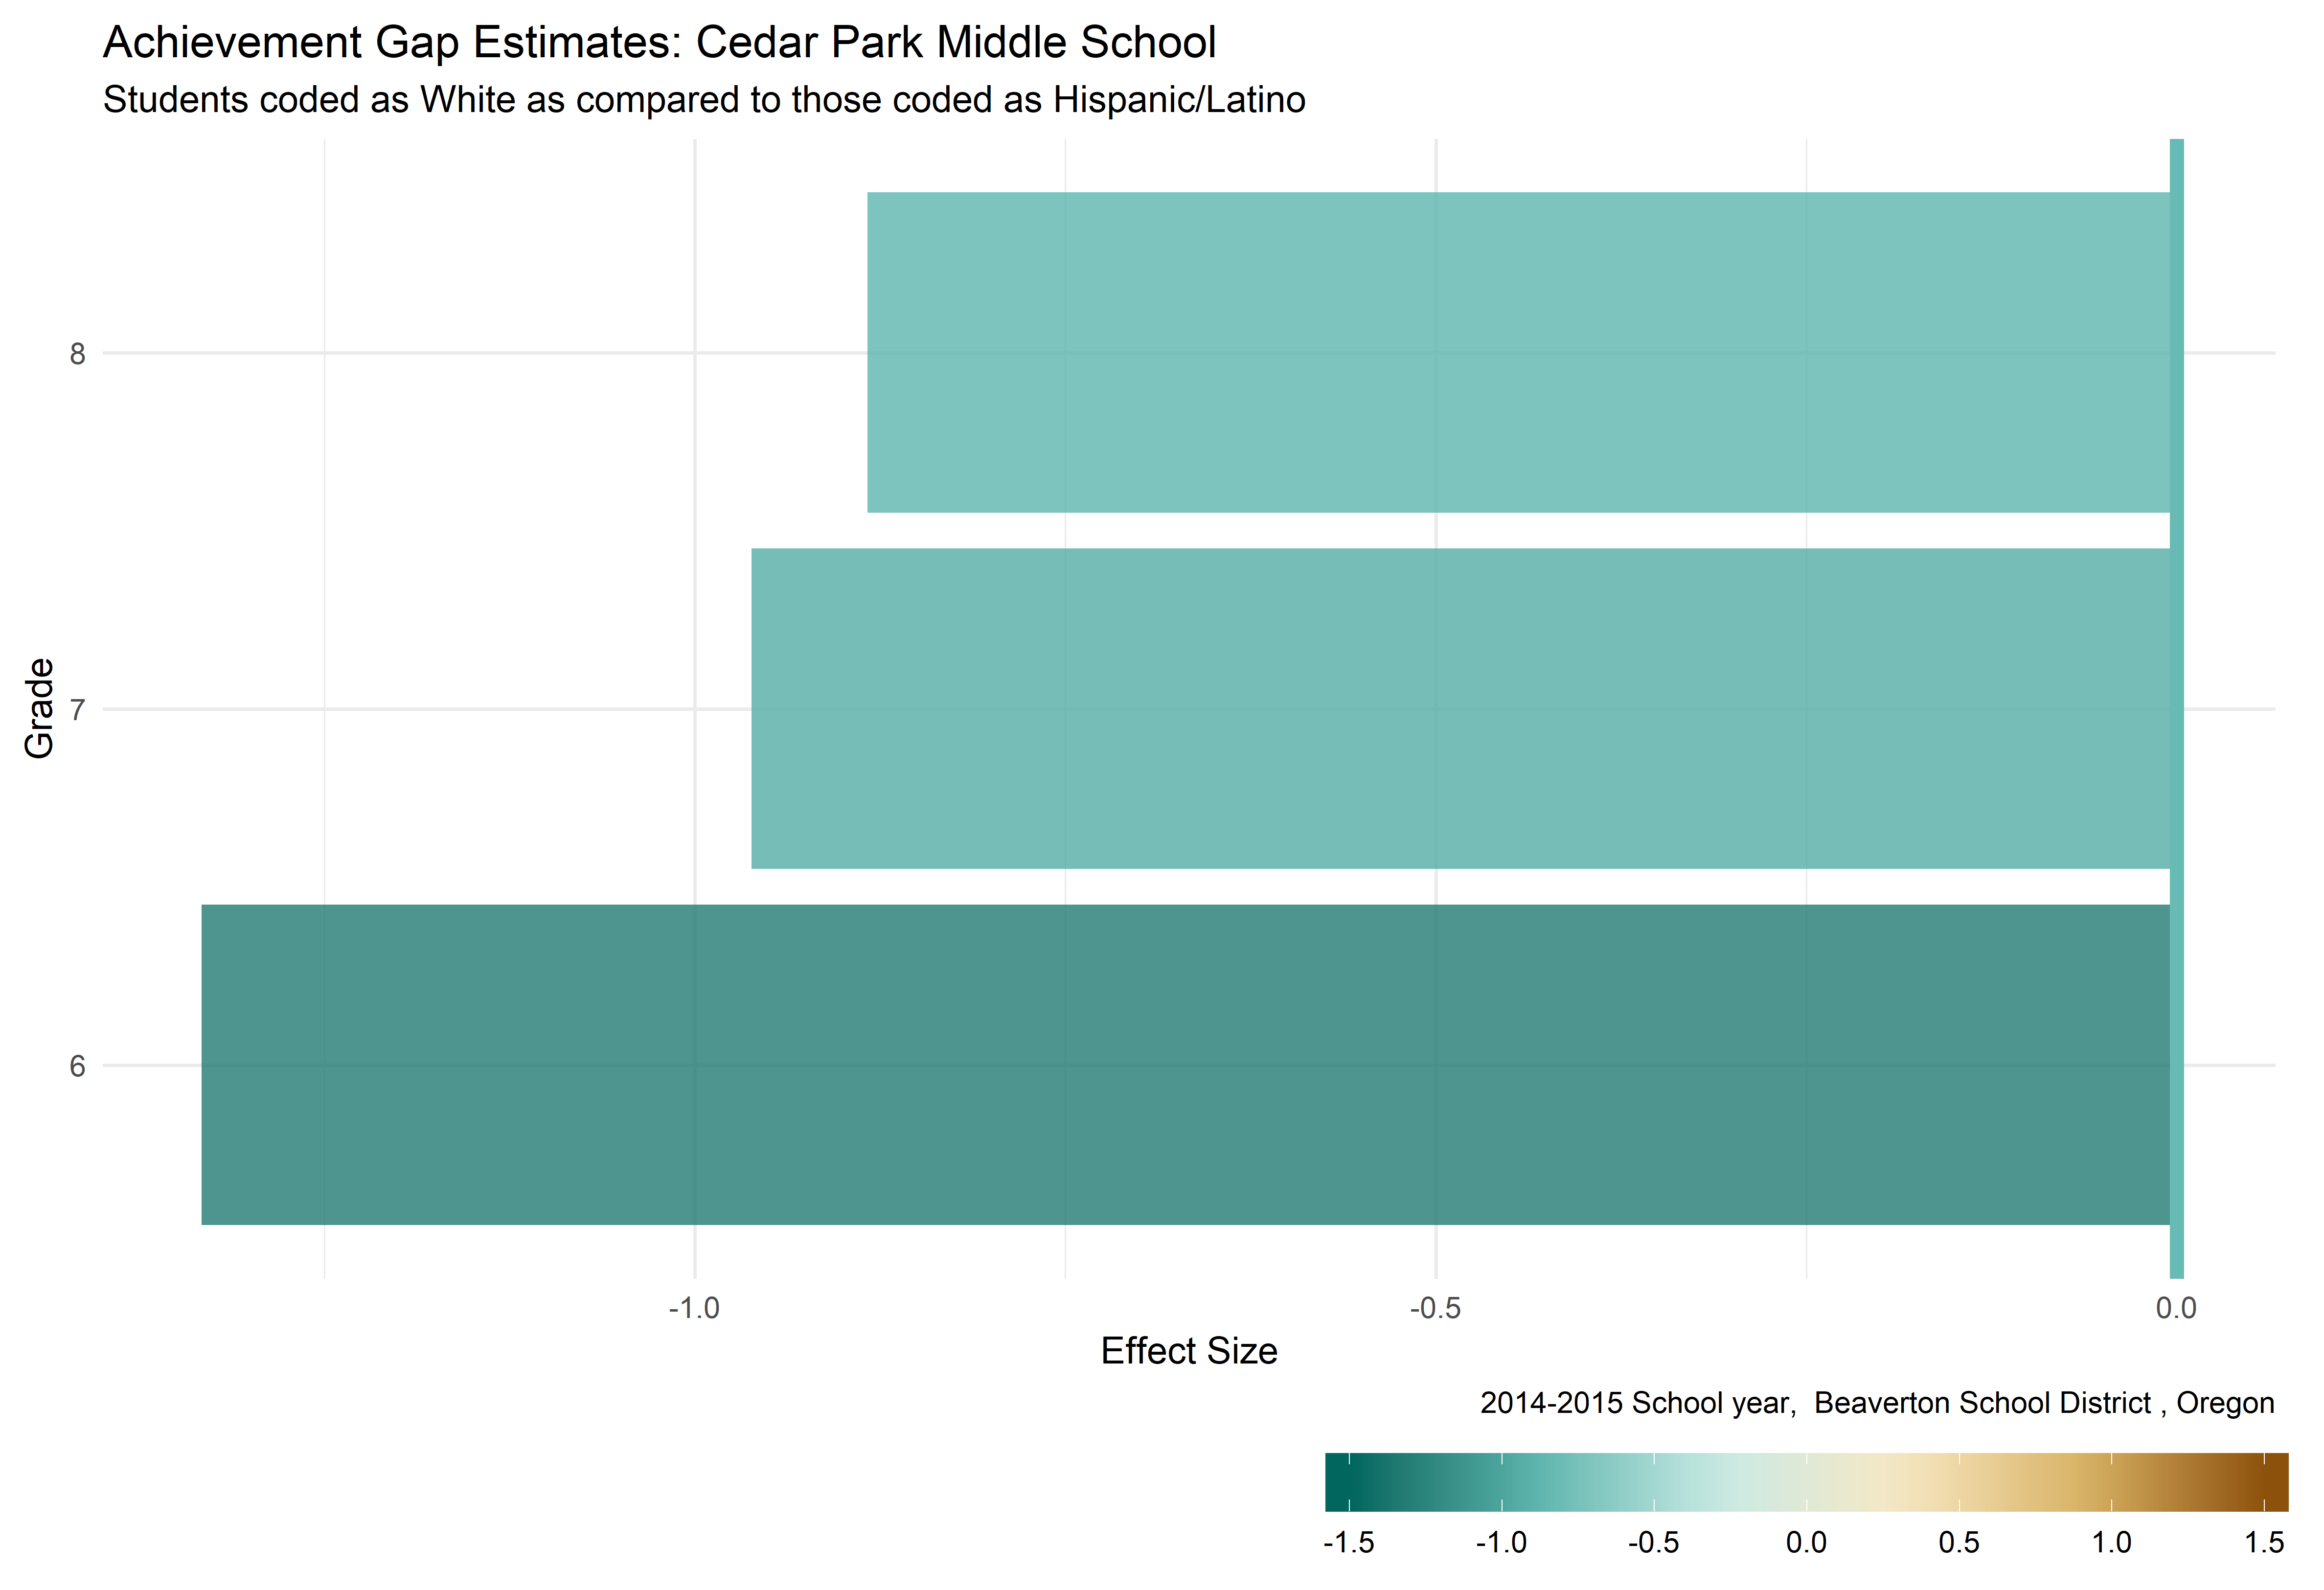 Achievement Gap Estimates: Cedar Park Middle School
Students coded as White as compared to those coded as Hispanic/Latino
8
7
6
Grade
-1.0 -0.5 0.0
Effect Size
2014-2015 School year,  Beaverton School District , Oregon
-1.5 -1.0 -0.5 0.0 0.5 1.0 1.5